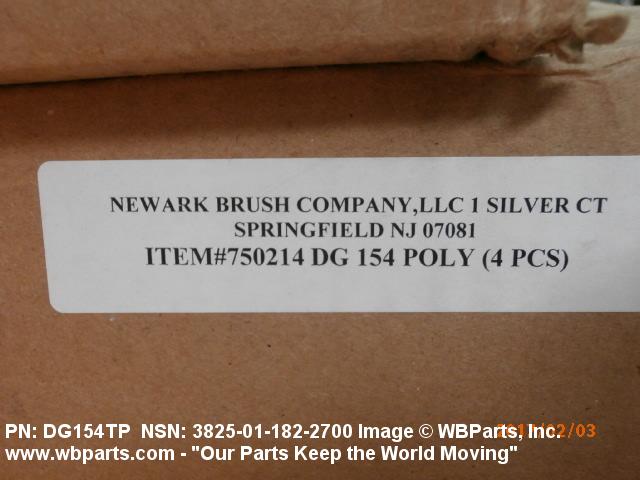 NEWARK BRUSH COMPANY,LLC 1 SILVER CT
SPRINGFIELD NJ 07081
ITEM#750214 DG 154 POLY (4 PCS)
PN: DG154TP NSN: 3825-01-182-2700 Image © WBParts, Inc.
www.wbparts.com - "Our Parts Keep the World Moving"